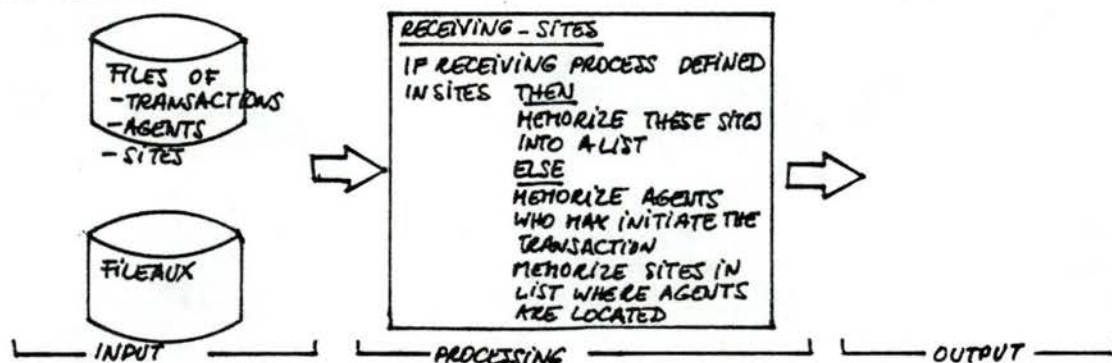 FILES OF
-TRANSACTIONS
-AGENTS
-SITES
FILEAUX
INPUT
RECEIVING-SITES
IF RECEIVING PROCESS DEFINED
IN SITES THEN
MEMORIZE THESE SITES
INTO A LIST
ELSE
MEMORIZE AGENTS
WHO MAY INITIATE THE
TRANSACTION
MEMORIZE SITES IN
LIST WHERE AGENTS
ARE LOCATED
PROCESSING
OUTPUT